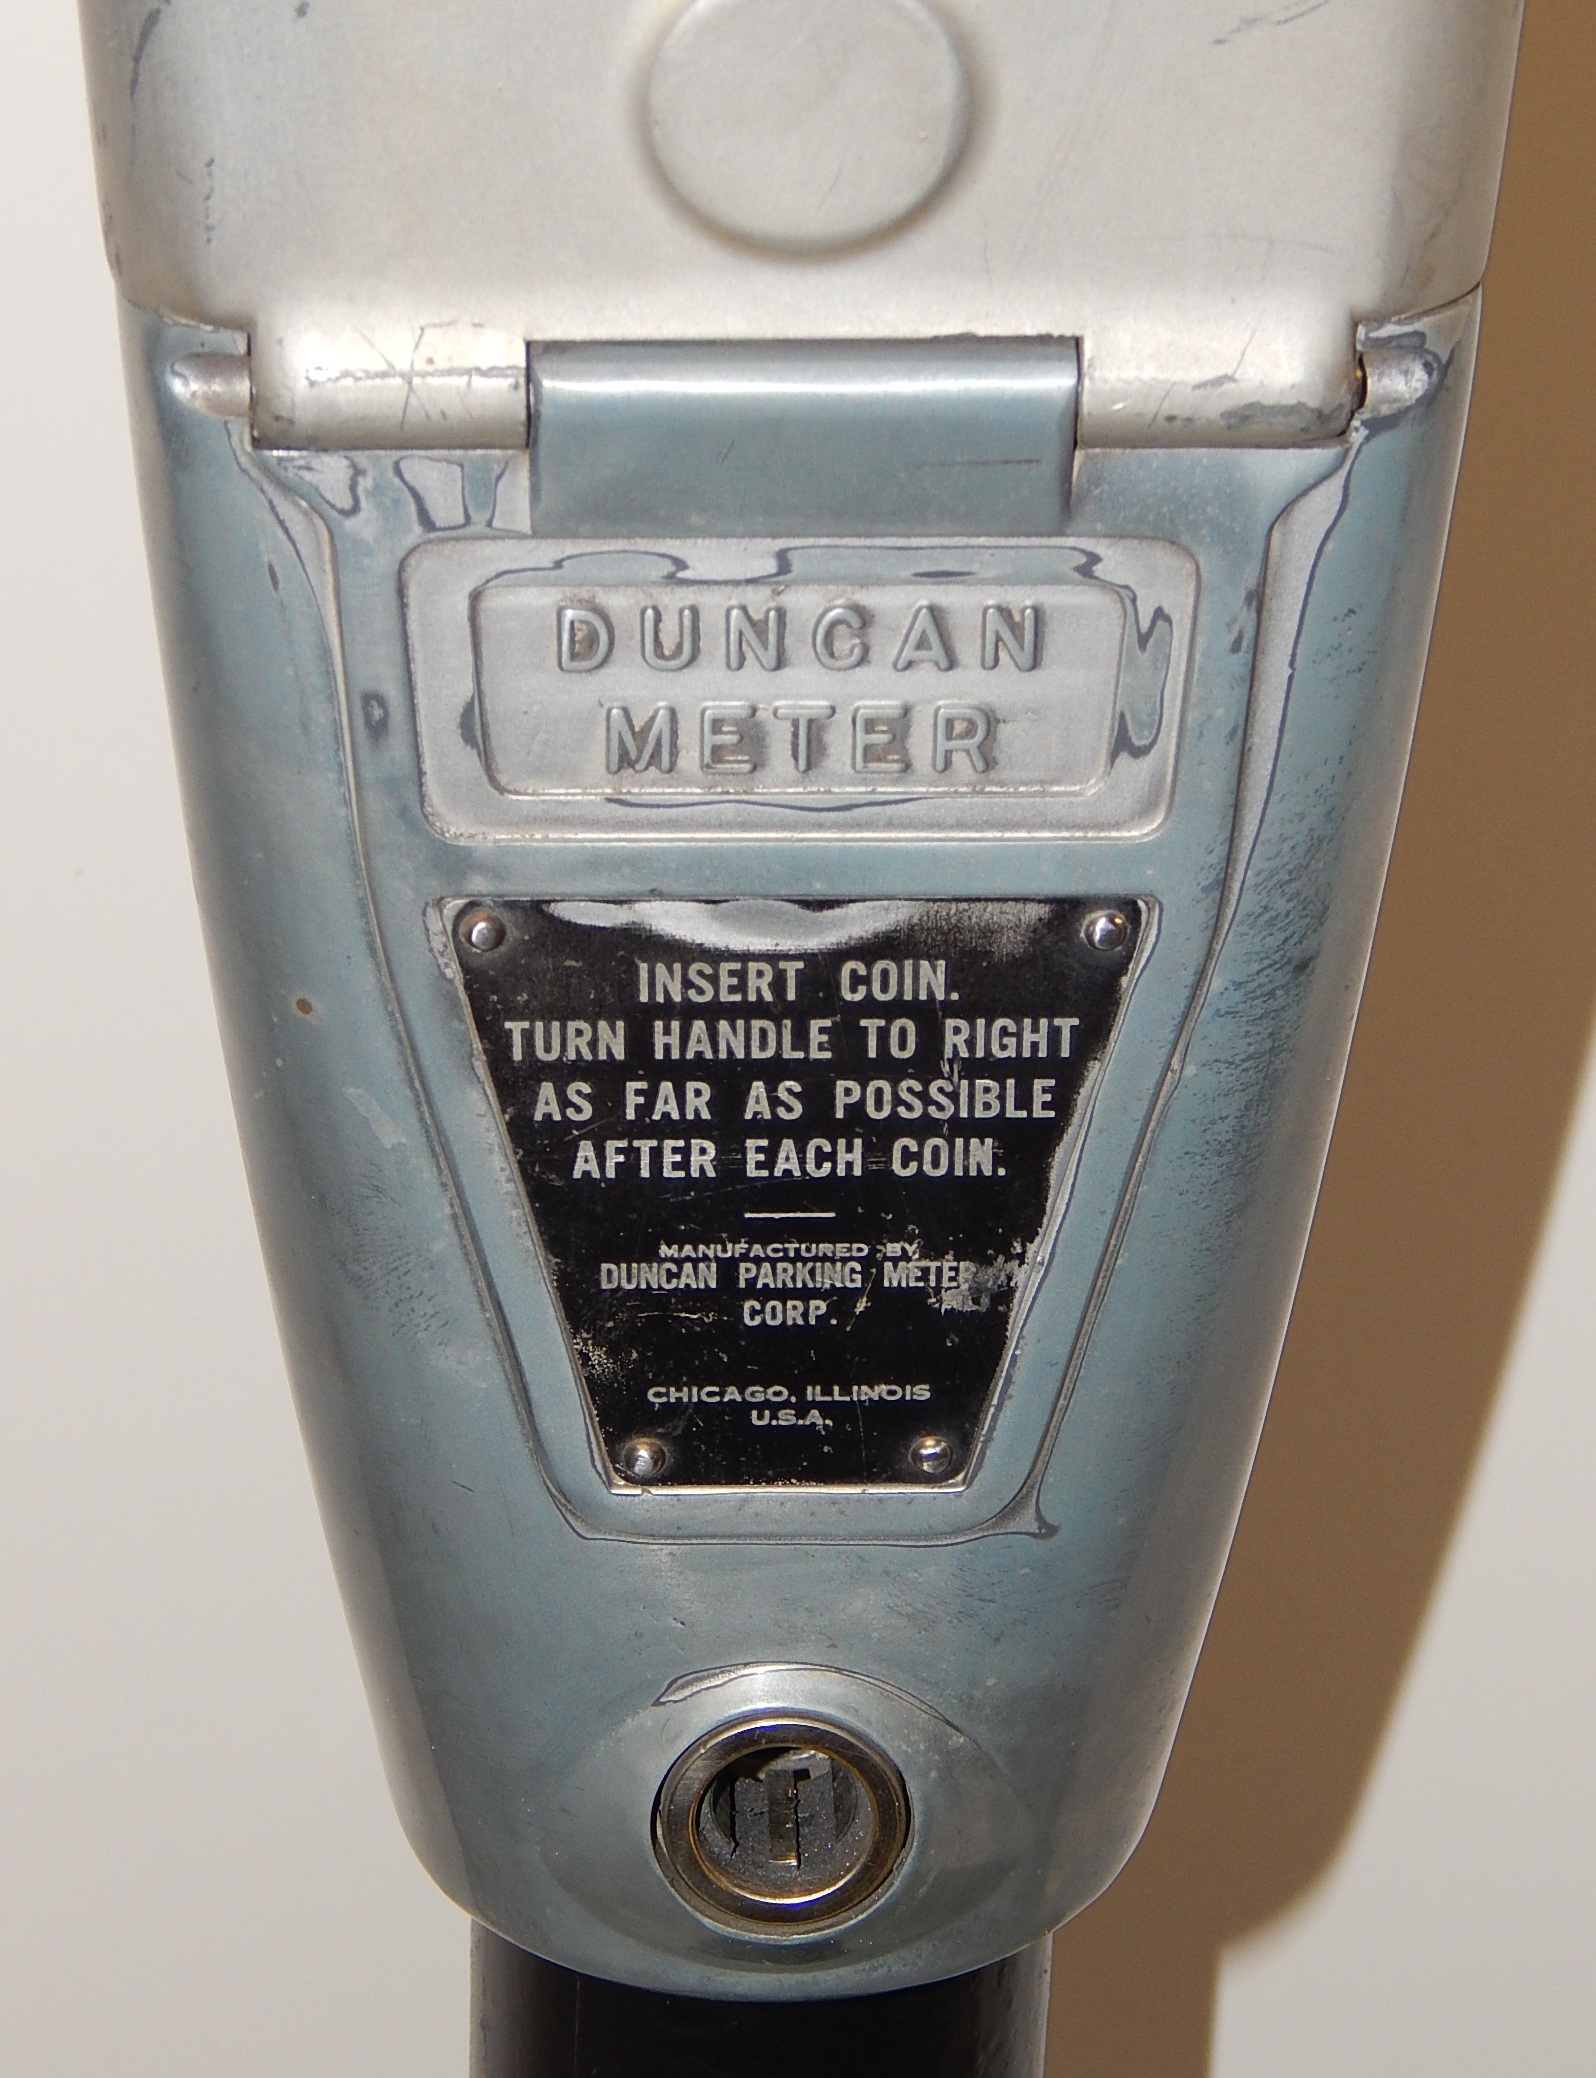 DUNCAN
METER
INSERT COIN.
TURN HANDLE TO RIGHT
AS FAR AS POSSIBLE
AFTER EACH COIN.
MANUFACTURED BY
DUNCAN PARKING METER
CORP.
CHICAGO, ILLINOIS
U.S.A.